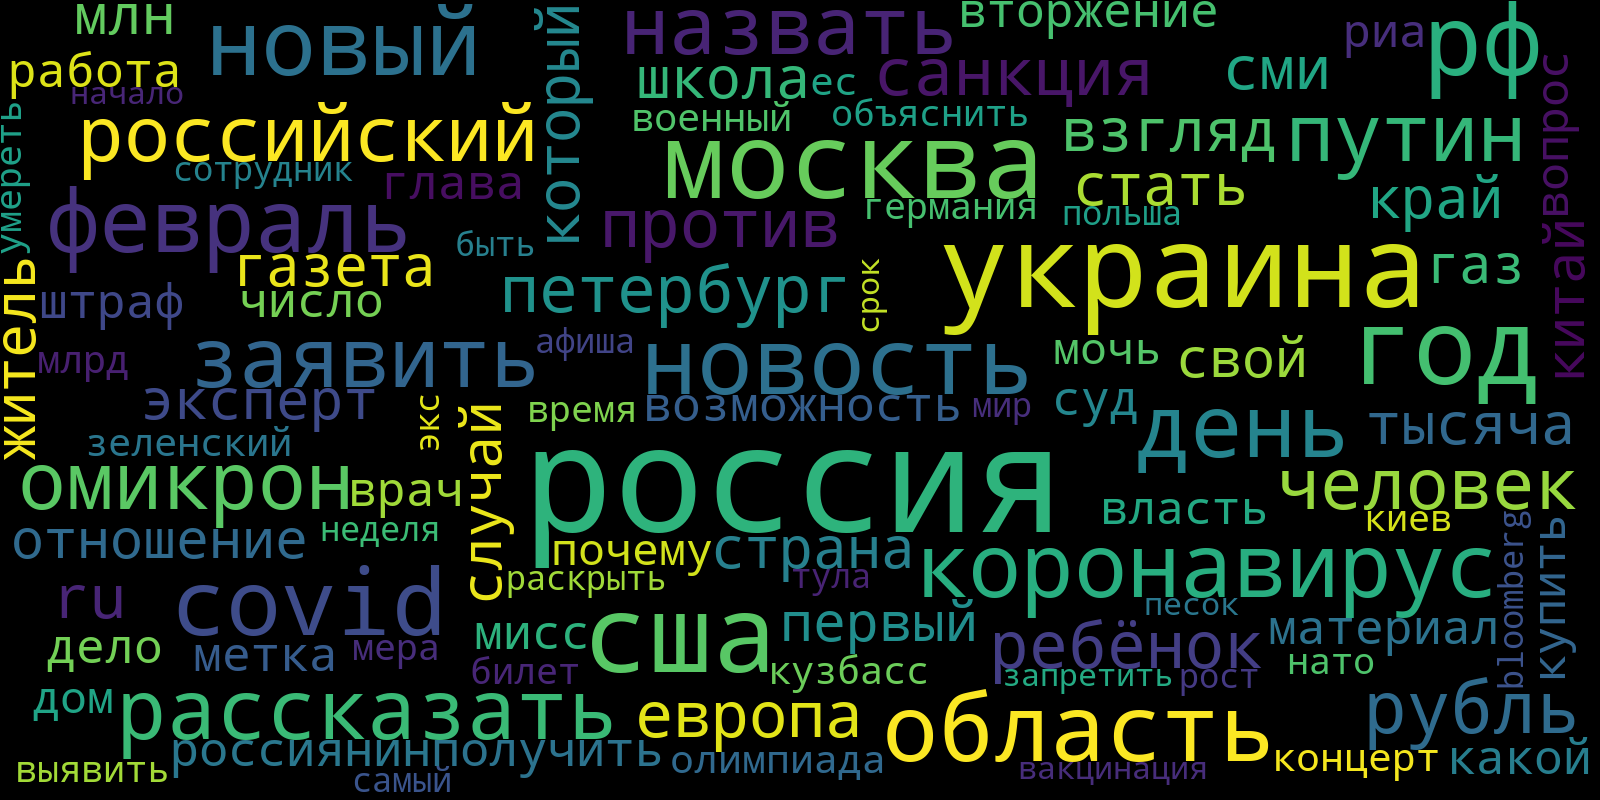 млн
новый
который
назвать
вторжение
риа
рф
работа
начало
школа
ес
санкция
сми
вопрос
умереть
российский
военный
объяснить
москва
взгляд
путин
сотрудник
глава
против
германия
стать
польша
край
февраль
быть
газета
петербург
срок
украина
газ
китай
житель
штраф
число
заявить
афиша
новость
мочь
свой
год
млрд
эксперт
экс
время
возможность
мир
суд
день
тысяча
зеленский
случай
россия
омикрон
врач
человек
власть
киев
отношение
неделя
почему
страна
коронавирус
bloomberg
купить
ru
covid
раскрыть
тула
песок
дело
метка
мера
мисс
сша
первый
ребёнок
материал
билет
кузбасс
запретить
рост
нато
дом
рассказать
европа
область
рубль
выявить
россиянин
получить
олимпиада
вакцинация
концерт
какой
самый